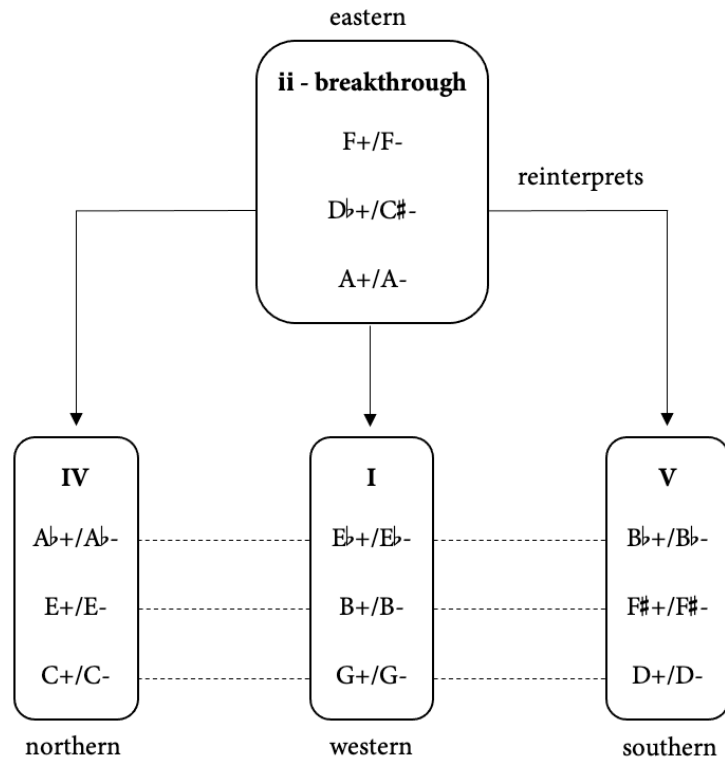 eastern
ii - breakthrough
F+/F-
reinterprets
D♭+/C♯-
A+/A-
IV
I
V
A♭+/A♭-
E♭+/E♭-
B♭+/B♭-
E+/E-
B+/B-
F♯+/F♯-
C+/C-
G+/G-
D+/D-
northern
western
southern